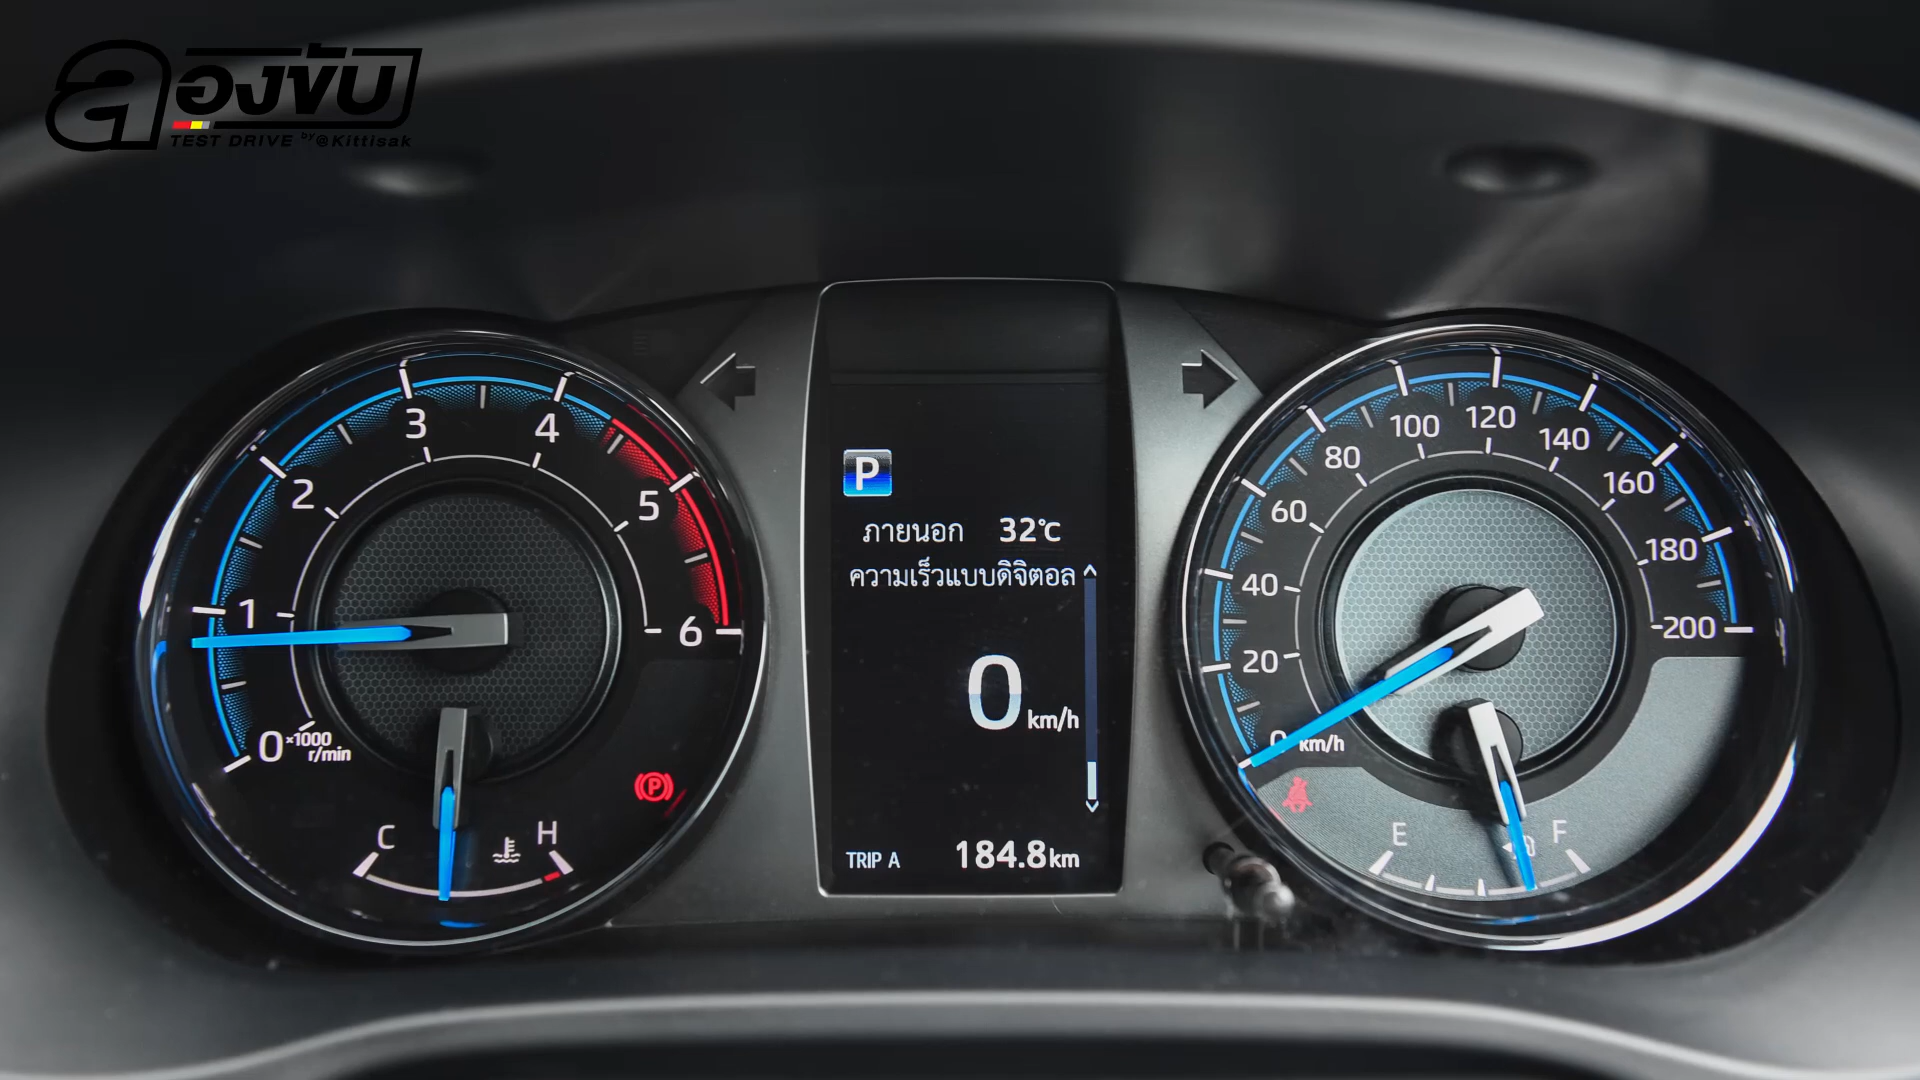 ลองขับ
TEST DRIVE by @Kittisak
0 1 2 3 4 5 6
×1000
r/min
C H
P
P
ภายนอก 32℃
ความเร็วแบบดิจิตอล
0 km/h
TRIP A 184.8km
0 20 40 60 80 100 120 140 160 180 200
km/h
E F